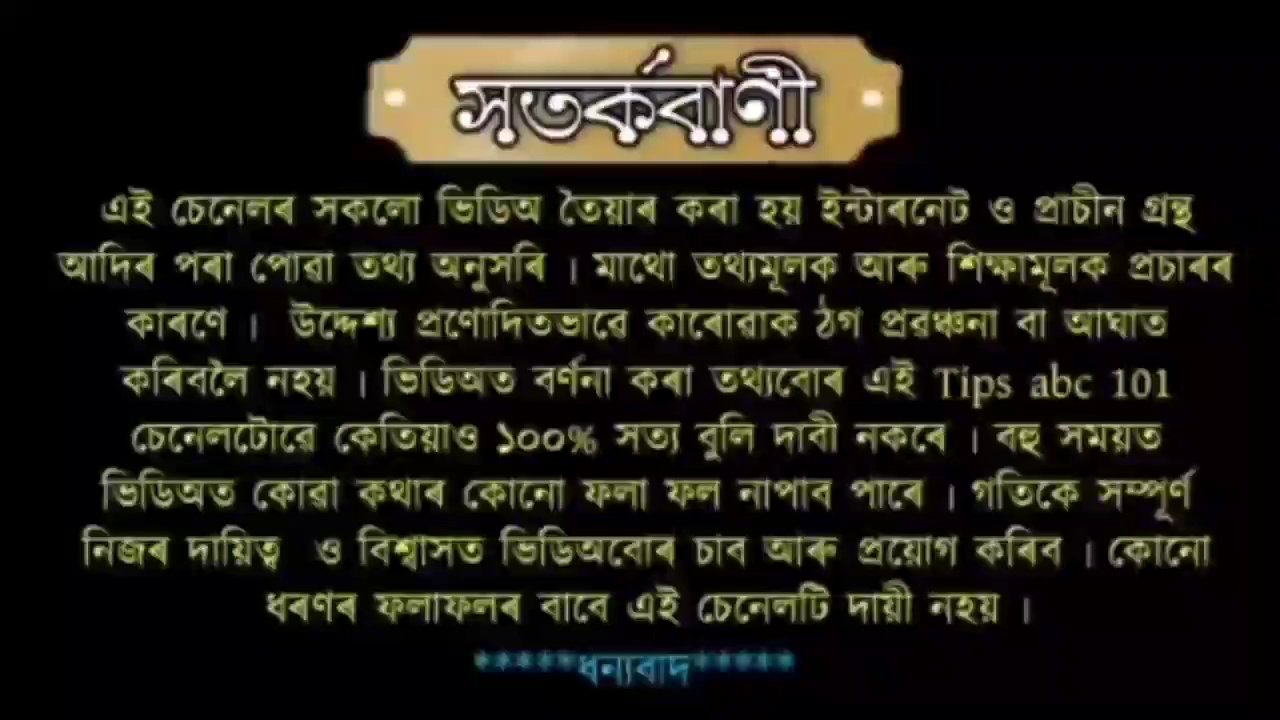 সতৰ্কবাণী
এই চেনেলৰ সকলো ভিডিঅ তৈয়াৰ কৰা হয় ইন্টাৰনেট ও প্ৰাচীন গ্ৰন্থ
আদিৰ পৰা পোৱা তথ্য অনুসৰি । মাথো তথ্যমূলক আৰু শিক্ষামূলক প্ৰচাৰৰ
কাৰণে । উদ্দেশ্য প্ৰণোদিতভাৱে কাৰোৱাক ঠগ প্ৰৱঞ্চনা বা আঘাত
কৰিবলৈ নহয় । ভিডিঅত বৰ্ণনা কৰা তথ্যবোৰ এই Tips abc 101
চেনেলটোৱে কেতিয়াও ১০০% সত্য বুলি দাবী নকৰে । বহু সময়ত
ভিডিঅত কোৱা কথাৰ কোনো ফলা ফল নাপাব পাৰে । গতিকে সম্পূৰ্ণ
নিজৰ দায়িত্ব ও বিশ্বাসত ভিডিঅবোৰ চাব আৰু প্ৰয়োগ কৰিব । কোনো
ধৰণৰ ফলাফলৰ বাবে এই চেনেলটি দায়ী নহয় ।
*****ধন্যবাদ*****